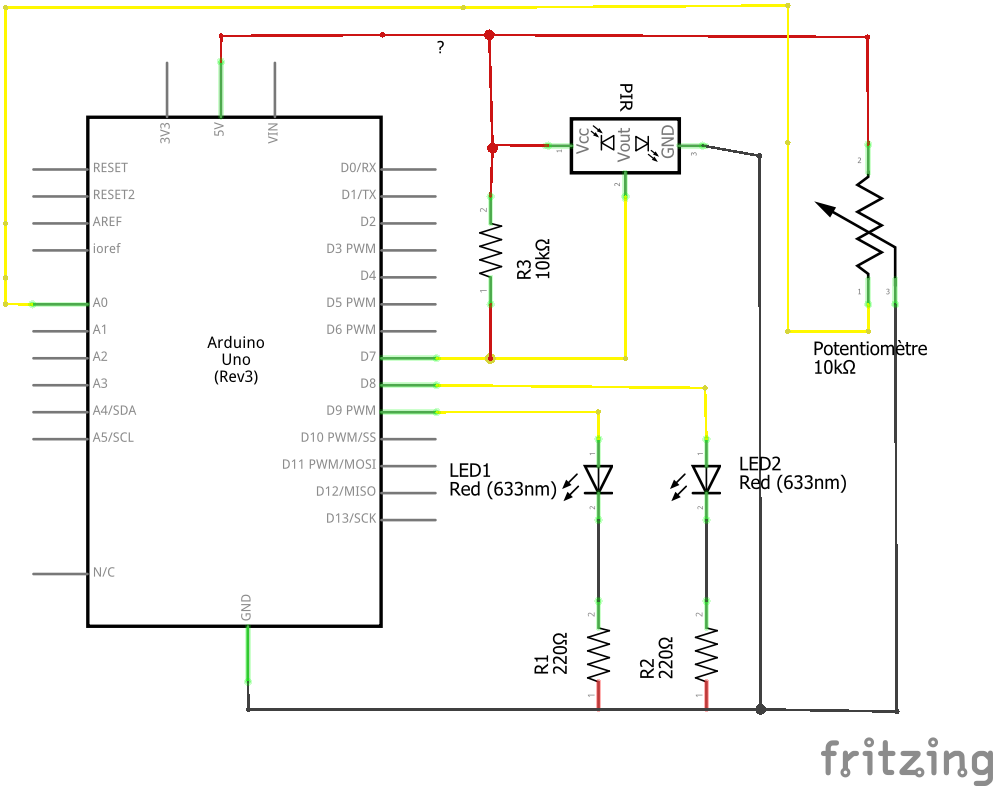 ?
3V3
5V
VIN
PIR
Vcc
Vout
GND
1
2
3
RESET
D0/RX
RESET2
D1/TX
AREF
D2
ioref
D3 PWM
D4
A0
D5 PWM
A1
D6 PWM
A2
D7
A3
D8
A4/SDA
D9 PWM
A5/SCL
D10 PWM/SS
D11 PWM/MOSI
D12/MISO
D13/SCK
N/C
GND
Arduino
Uno
(Rev3)
2
R3
10kΩ
1
2
1
3
Potentiomètre
10kΩ
1
LED1
Red (633nm)
2
1
LED2
Red (633nm)
2
2
R1
220Ω
1
2
R2
220Ω
1
fritzing